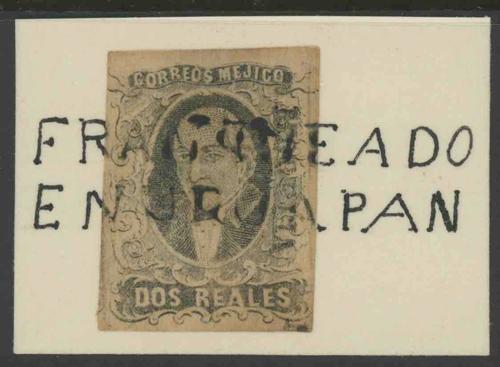 CORREOS MEJICO
FRANQUEADO
EN
DOS REALES